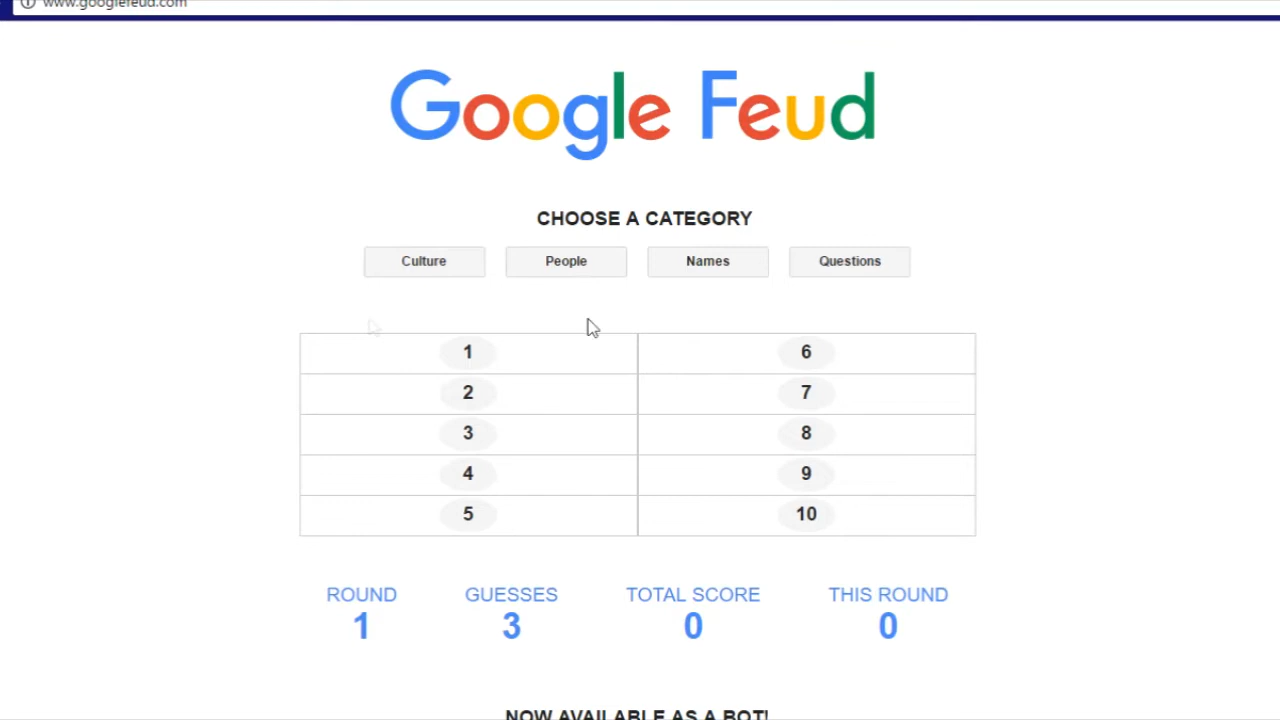 www.googlefeud.com
Google Feud
CHOOSE A CATEGORY
Culture People Names Questions
1 6
2 7
3 8
4 9
5 10
ROUND GUESSES TOTAL SCORE THIS ROUND
1 3 0 0
NOW AVAILABLE AS A BOT!